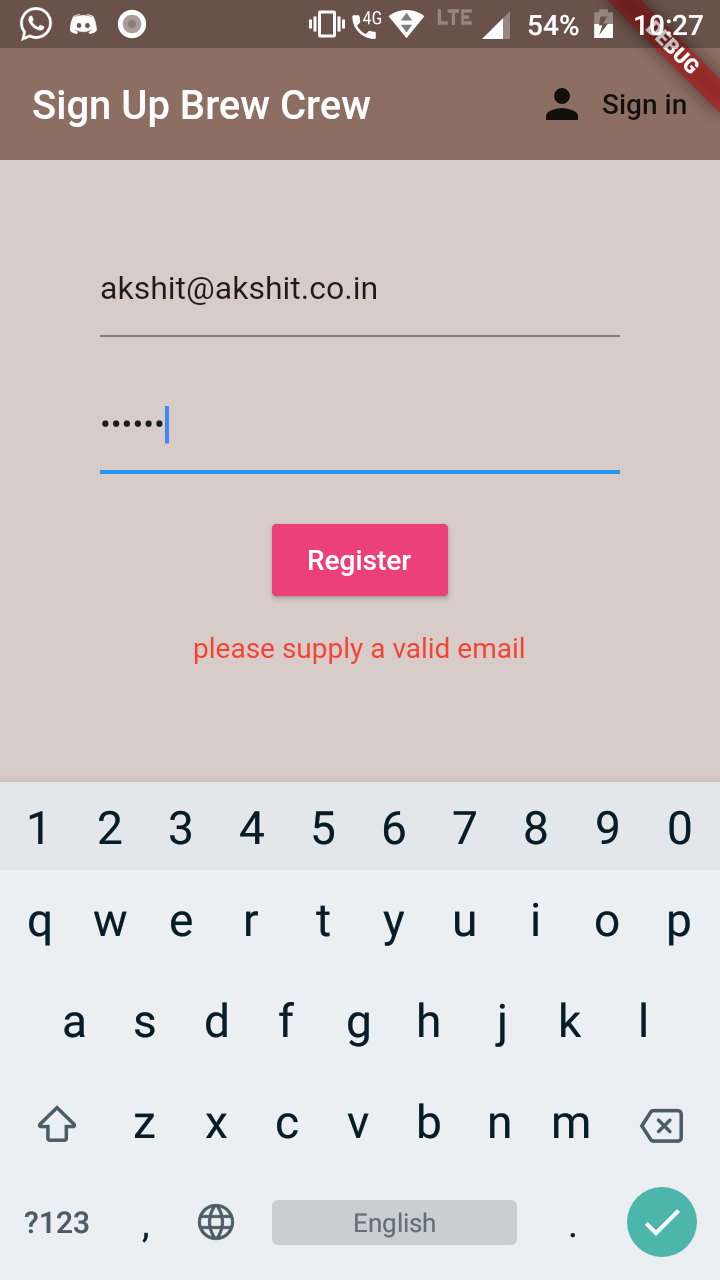 4G LTE 54% 10:27
DEBUG
Sign Up Brew Crew Sign in
akshit@akshit.co.in
••••••
Register
please supply a valid email
1 2 3 4 5 6 7 8 9 0
q w e r t y u i o p
a s d f g h j k l
z x c v b n m
?123 , English .